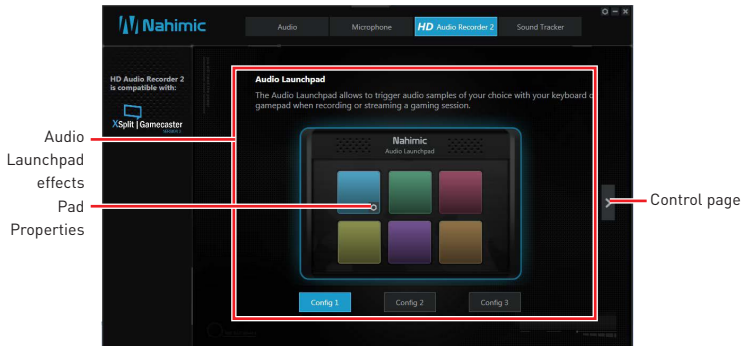 Nahimic
Audio
Microphone
HD Audio Recorder 2
Sound Tracker
HD Audio Recorder 2
is compatible with:
XSplit | Gamecaster
Audio Launchpad
The Audio Launchpad allows to trigger audio samples of your choice with your keyboard o
gamepad when recording or streaming a gaming session.
Nahimic
Audio Launchpad
Audio
Launchpad
effects
Pad
Properties
Control page
Config 1
Config 2
Config 3